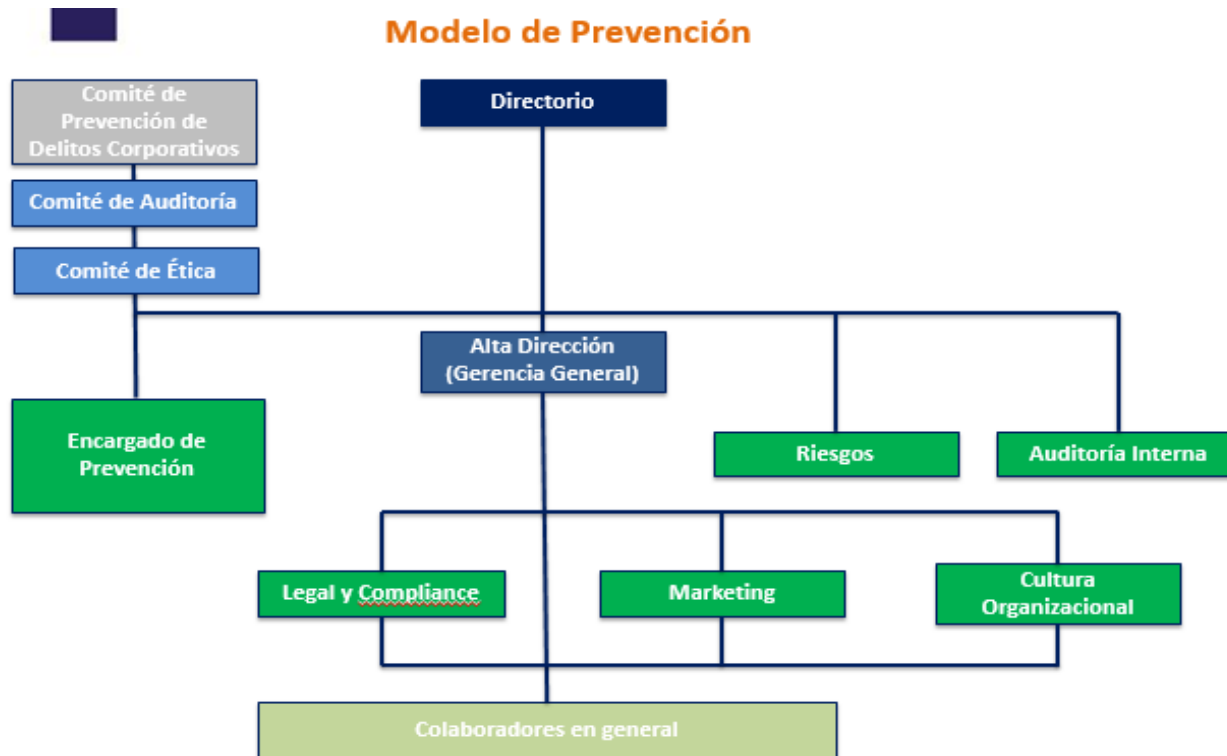 Modelo de Prevención
Comité de
Prevención de
Delitos Corporativos
Directorio
Comité de Auditoría
Comité de Ética
Alta Dirección
(Gerencia General)
Encargado de
Prevención
Riesgos
Auditoría Interna
Legal y Compliance
Marketing
Cultura
Organizacional
Colaboradores en general